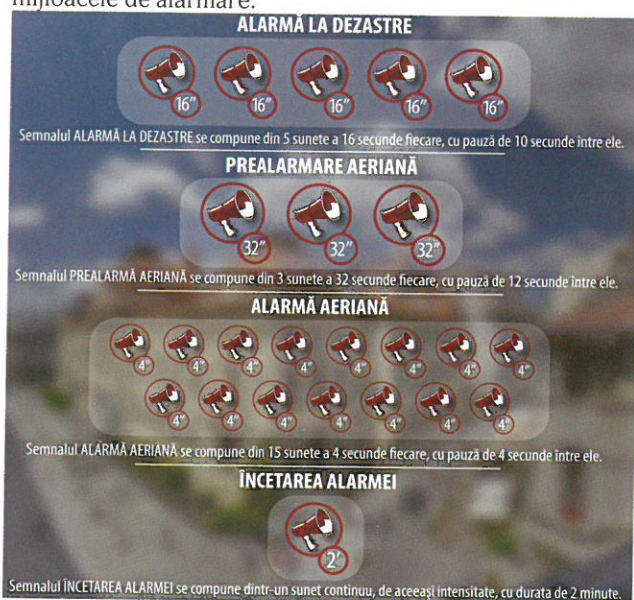 mijloacele de alarmare.
ALARMĂ LA DEZASTRE
16” 16” 16” 16” 16”
Semnalul ALARMĂ LA DEZASTRE se compune din 5 sunete a 16 secunde fiecare, cu pauză de 10 secunde între ele.
PREALARMARE AERIANĂ
32” 32” 32”
Semnalul PREALARMĂ AERIANĂ se compune din 3 sunete a 32 secunde fiecare, cu pauză de 12 secunde între ele.
ALARMĂ AERIANĂ
4” 4” 4” 4” 4” 4” 4” 4”
4” 4” 4” 4” 4” 4” 4”
Semnalul ALARMĂ AERIANĂ se compune din 15 sunete a 4 secunde fiecare, cu pauză de 4 secunde între ele.
ÎNCETAREA ALARMEI
2’
Semnalul ÎNCETAREA ALARMEI se compune dintr-un sunet continuu, de aceeași intensitate, cu durata de 2 minute.